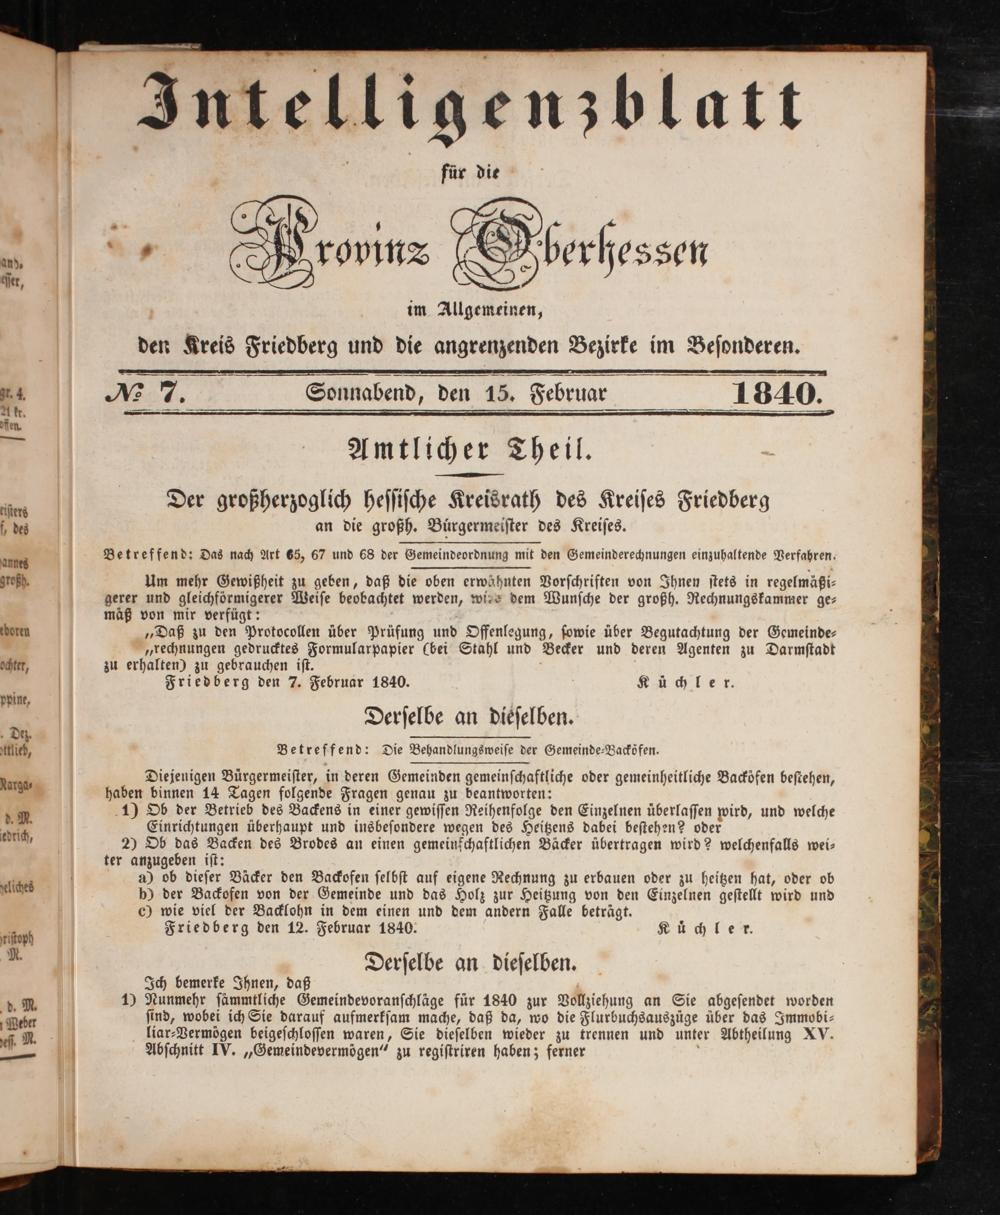 Intelligenzblatt
für die
Provinz Oberhessen
im Allgemeinen,
den Kreis Friedberg und die angrenzenden Bezirke im Besonderen.
No 7. Sonnabend, den 15. Februar 1840.
Amtlicher Theil.
Der großherzoglich hessische Kreisrath des Kreises Friedberg
an die großh. Bürgermeister des Kreises.
Betreffend: Das nach Art 65, 67 und 68 der Gemeindeordnung mit den Gemeinderechnungen einzuhaltende Verfahren.
Um mehr Gewißheit zu geben, daß die oben erwähnten Vorschriften von Ihnen stets in regelmäßi-
gerer und gleichförmigerer Weise beobachtet werden, wird dem Wunsche der großh. Rechnungskammer ge-
mäß von mir verfügt:
„Daß zu den Protocollen über Prüfung und Offenlegung, sowie über Begutachtung der Gemeinde-
„rechnungen gedrucktes Formularpapier (bei Stahl und Becker und deren Agenten zu Darmstadt
zu erhalten) zu gebrauchen ist.
Friedberg den 7. Februar 1840. Küchler.
Derselbe an dieselben.
Betreffend: Die Behandlungsweise der Gemeinde-Backöfen.
Diejenigen Bürgermeister, in deren Gemeinden gemeinschaftliche oder gemeinheitliche Backöfen bestehen,
haben binnen 14 Tagen folgende Fragen genau zu beantworten:
1) Ob der Betrieb des Backens in einer gewissen Reihenfolge den Einzelnen überlassen wird, und welche
Einrichtungen überhaupt und insbesondere wegen des Heitzens dabei bestehen? oder
2) Ob das Backen des Brodes an einen gemeinschaftlichen Bäcker übertragen wird? welchenfalls wei-
ter anzugeben ist:
a) ob dieser Bäcker den Backofen selbst auf eigene Rechnung zu erbauen oder zu heitzen hat, oder ob
b) der Backofen von der Gemeinde und das Holz zur Heitzung von den Einzelnen gestellt wird und
c) wie viel der Backlohn in dem einen und dem andern Falle beträgt.
Friedberg den 12. Februar 1840. Küchler.
Derselbe an dieselben.
Ich bemerke Ihnen, daß
1) Nunmehr sämmtliche Gemeindevoranschläge für 1840 zur Vollziehung an Sie abgesendet worden
sind, wobei ich Sie darauf aufmerksam mache, daß da, wo die Flurbuchsauszüge über das Immobi-
liar-Vermögen beigeschlossen waren, Sie dieselben wieder zu trennen und unter Abtheilung XV.
Abschnitt IV. „Gemeindevermögen“ zu registriren haben; ferner